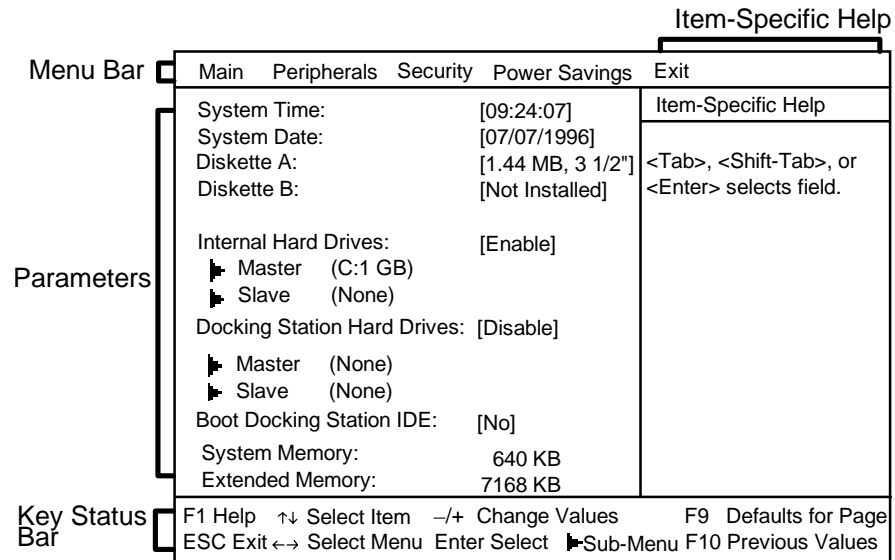 Item-Specific Help
Menu Bar
Main Peripherals Security Power Savings Exit
System Time: [09:24:07] Item-Specific Help
System Date: [07/07/1996]
Diskette A: [1.44 MB, 3 1/2"] <Tab>, <Shift-Tab>, or
Diskette B: [Not Installed] <Enter> selects field.
Internal Hard Drives: [Enable]
Master (C:1 GB)
Parameters
Slave (None)
Docking Station Hard Drives: [Disable]
Master (None)
Slave (None)
Boot Docking Station IDE: [No]
System Memory: 640 KB
Extended Memory: 7168 KB
Key Status Bar
F1 Help ↑↓ Select Item –/+ Change Values F9 Defaults for Page
ESC Exit ←→ Select Menu Enter Select Sub-Menu F10 Previous Values